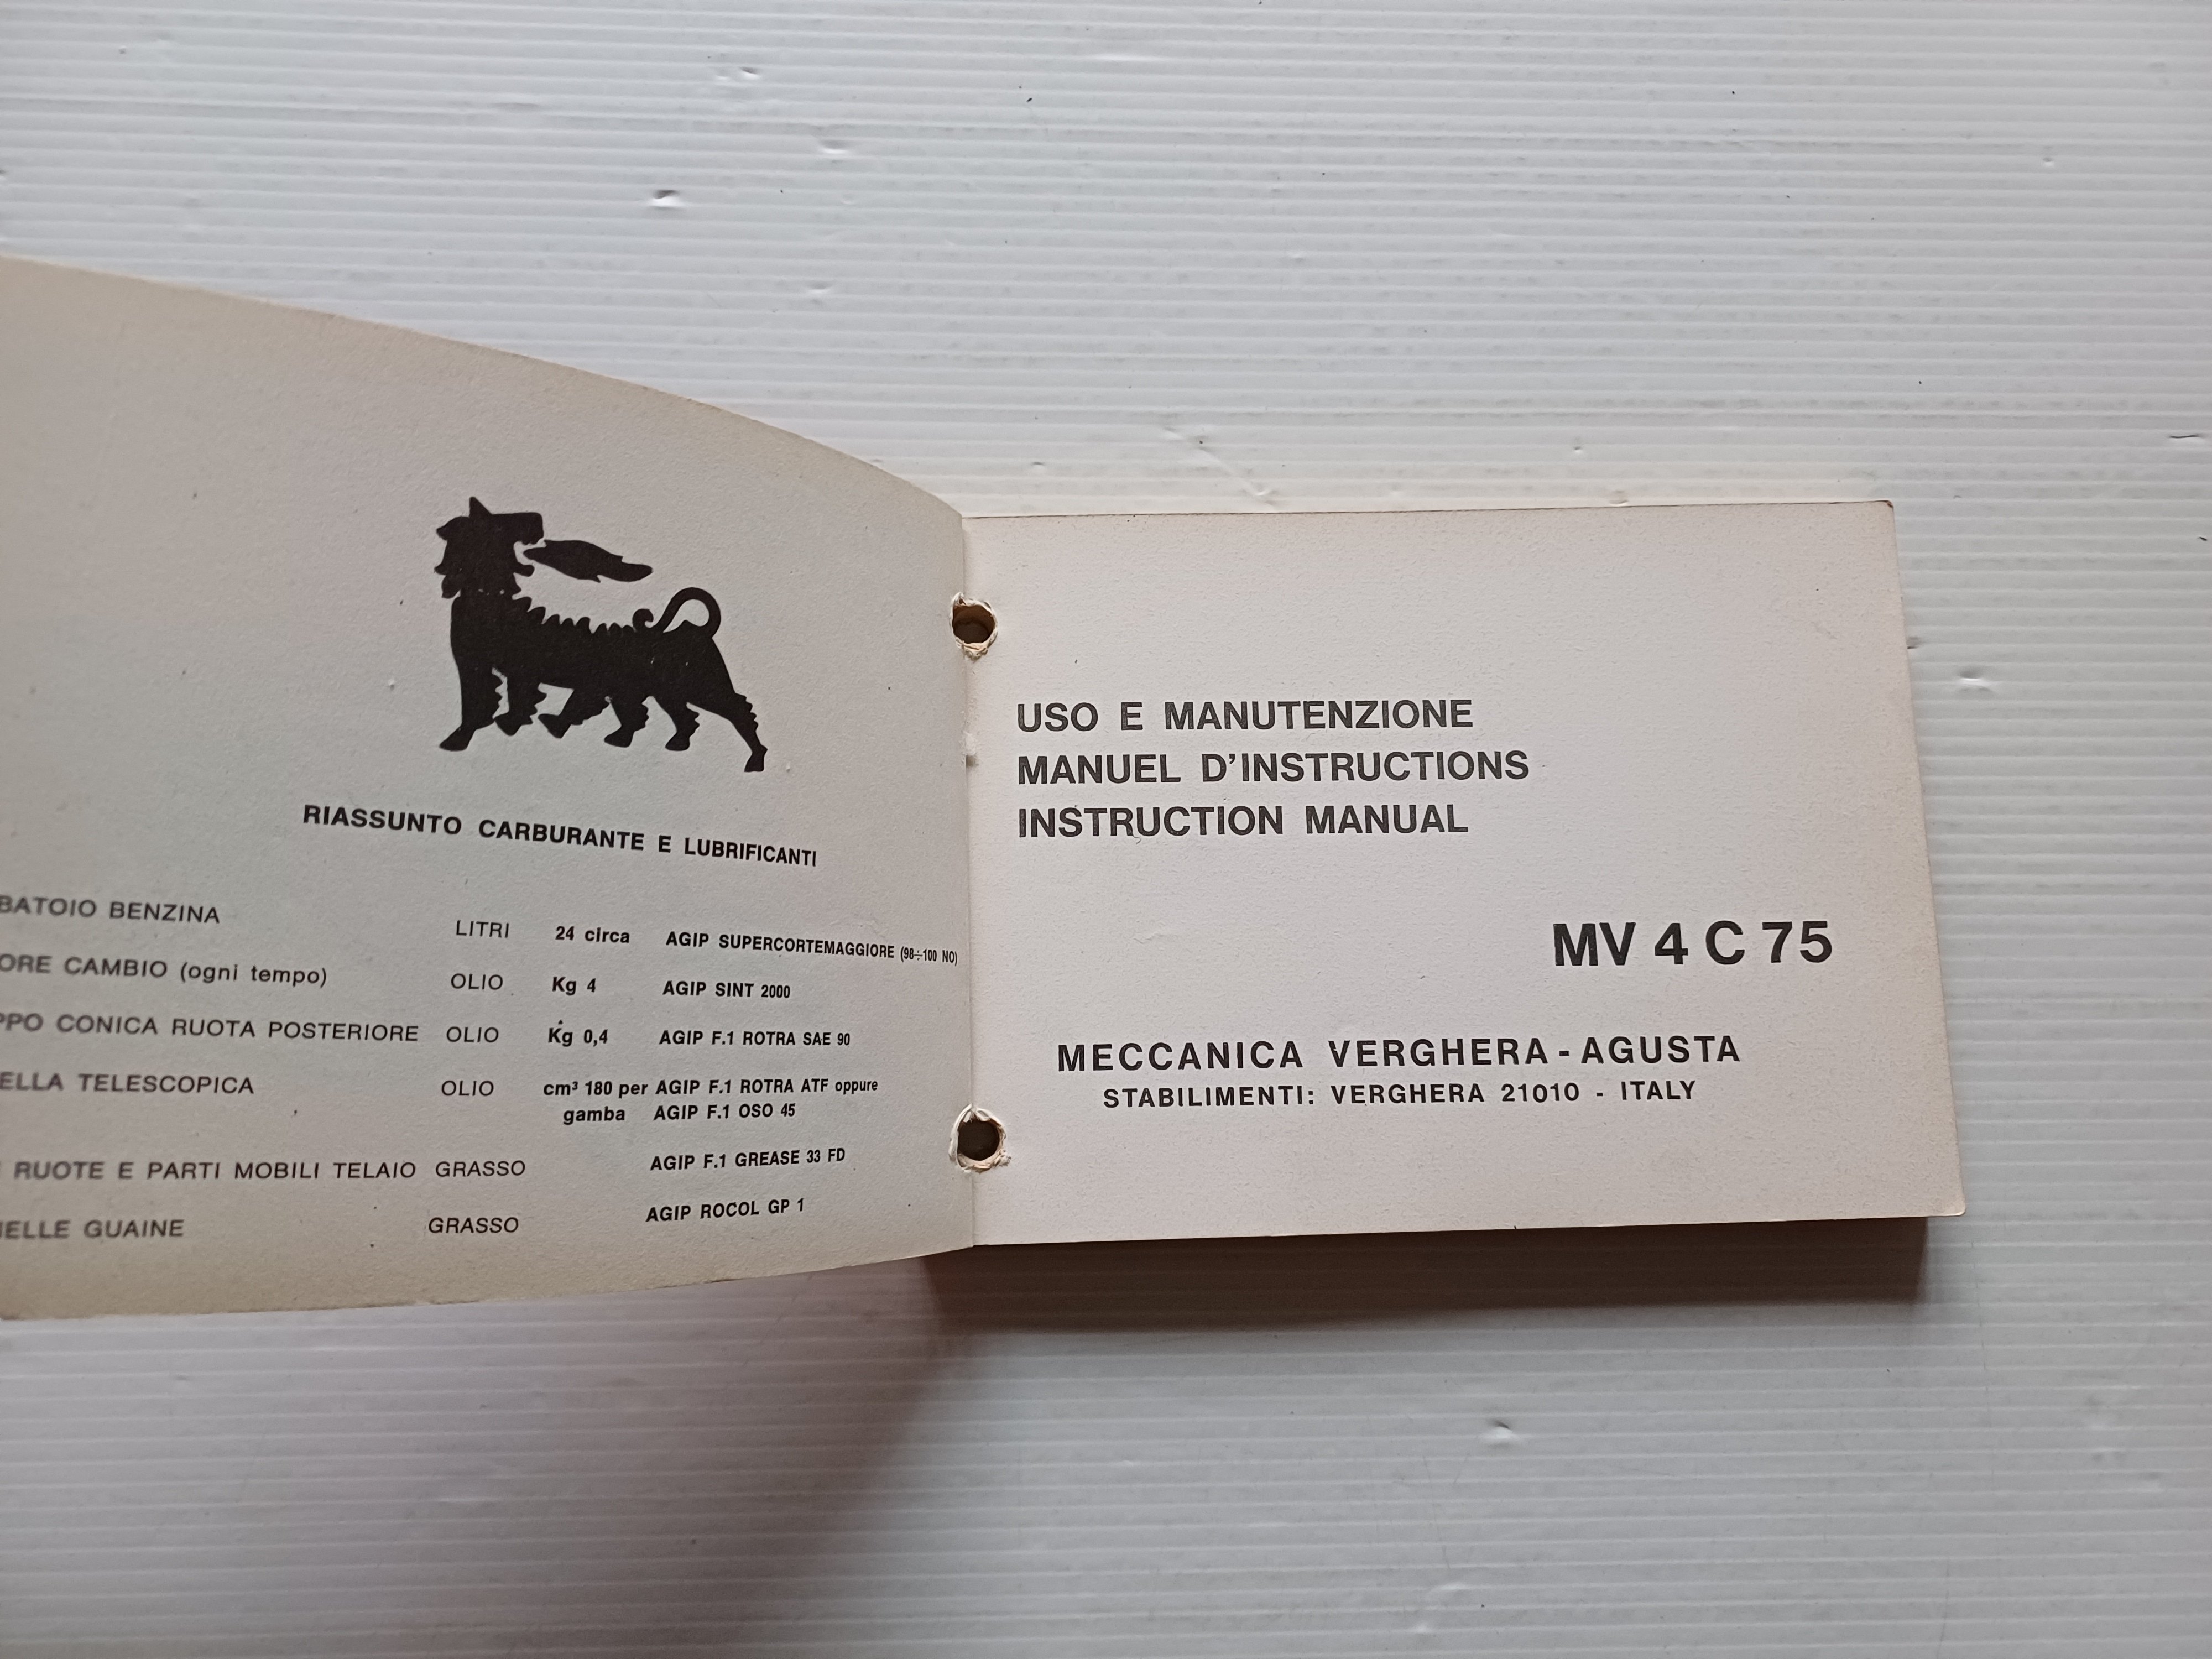 RIASSUNTO CARBURANTE E LUBRIFICANTI
BATOIO BENZINA LITRI 24 circa AGIP SUPERCORTEMAGGIORE (98÷100 NO)
ORE CAMBIO (ogni tempo) OLIO Kg 4 AGIP SINT 2000
PPO CONICA RUOTA POSTERIORE OLIO Kg 0,4 AGIP F.1 ROTRA SAE 90
ELLA TELESCOPICA OLIO cm³ 180 per AGIP F.1 ROTRA ATF oppure
gamba AGIP F.1 OSO 45
RUOTE E PARTI MOBILI TELAIO GRASSO AGIP F.1 GREASE 33 FD
ELLE GUAINE GRASSO AGIP ROCOL GP 1
USO E MANUTENZIONE
MANUEL D'INSTRUCTIONS
INSTRUCTION MANUAL
MV 4 C 75
MECCANICA VERGHERA - AGUSTA
STABILIMENTI: VERGHERA 21010 - ITALY